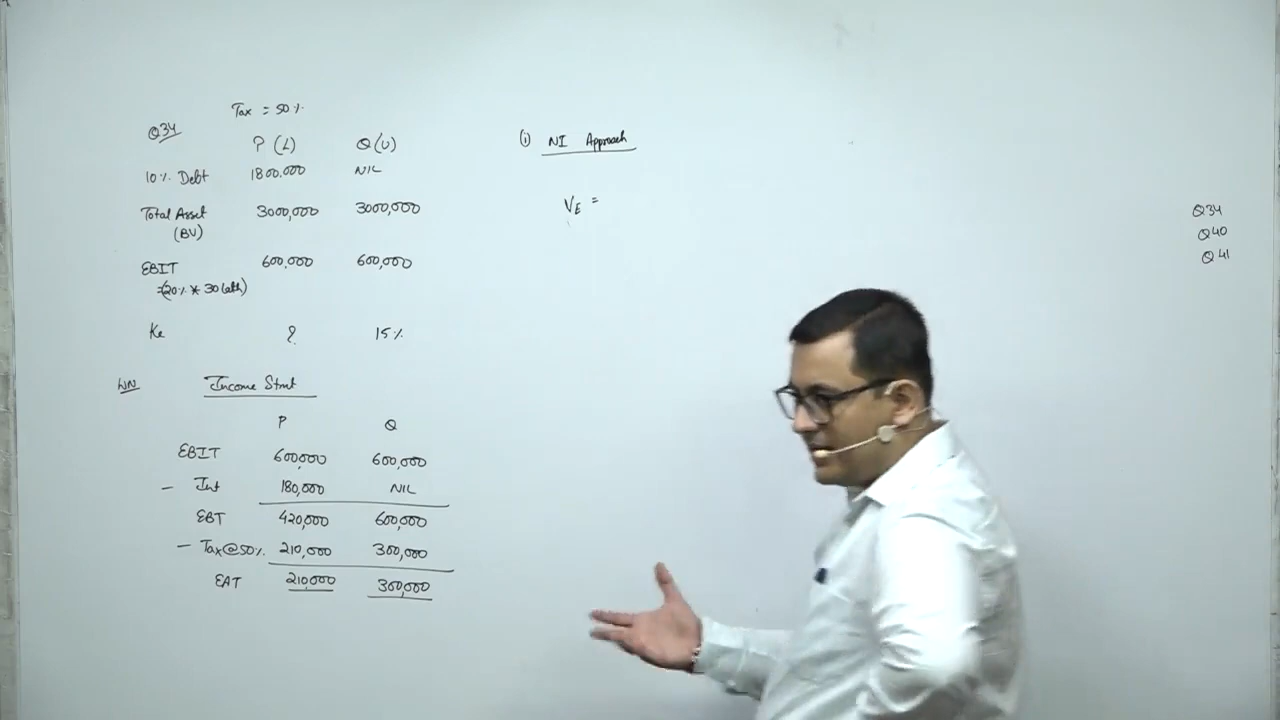 Tax = 50%
Q34
P (L) Q (U)
10% Debt 1800,000 NIL
Total Asset 3000,000 3000,000
(BV)
EBIT 600,000 600,000
=(20% * 30 lakh)
Ke ? 15%
WN Income Stmt
P Q
EBIT 600,000 600,000
- Int 180,000 NIL
EBT 420,000 600,000
- Tax@50% 210,000 300,000
EAT 210,000 300,000
(i) NI Approach
VE =
Q34
Q40
Q41